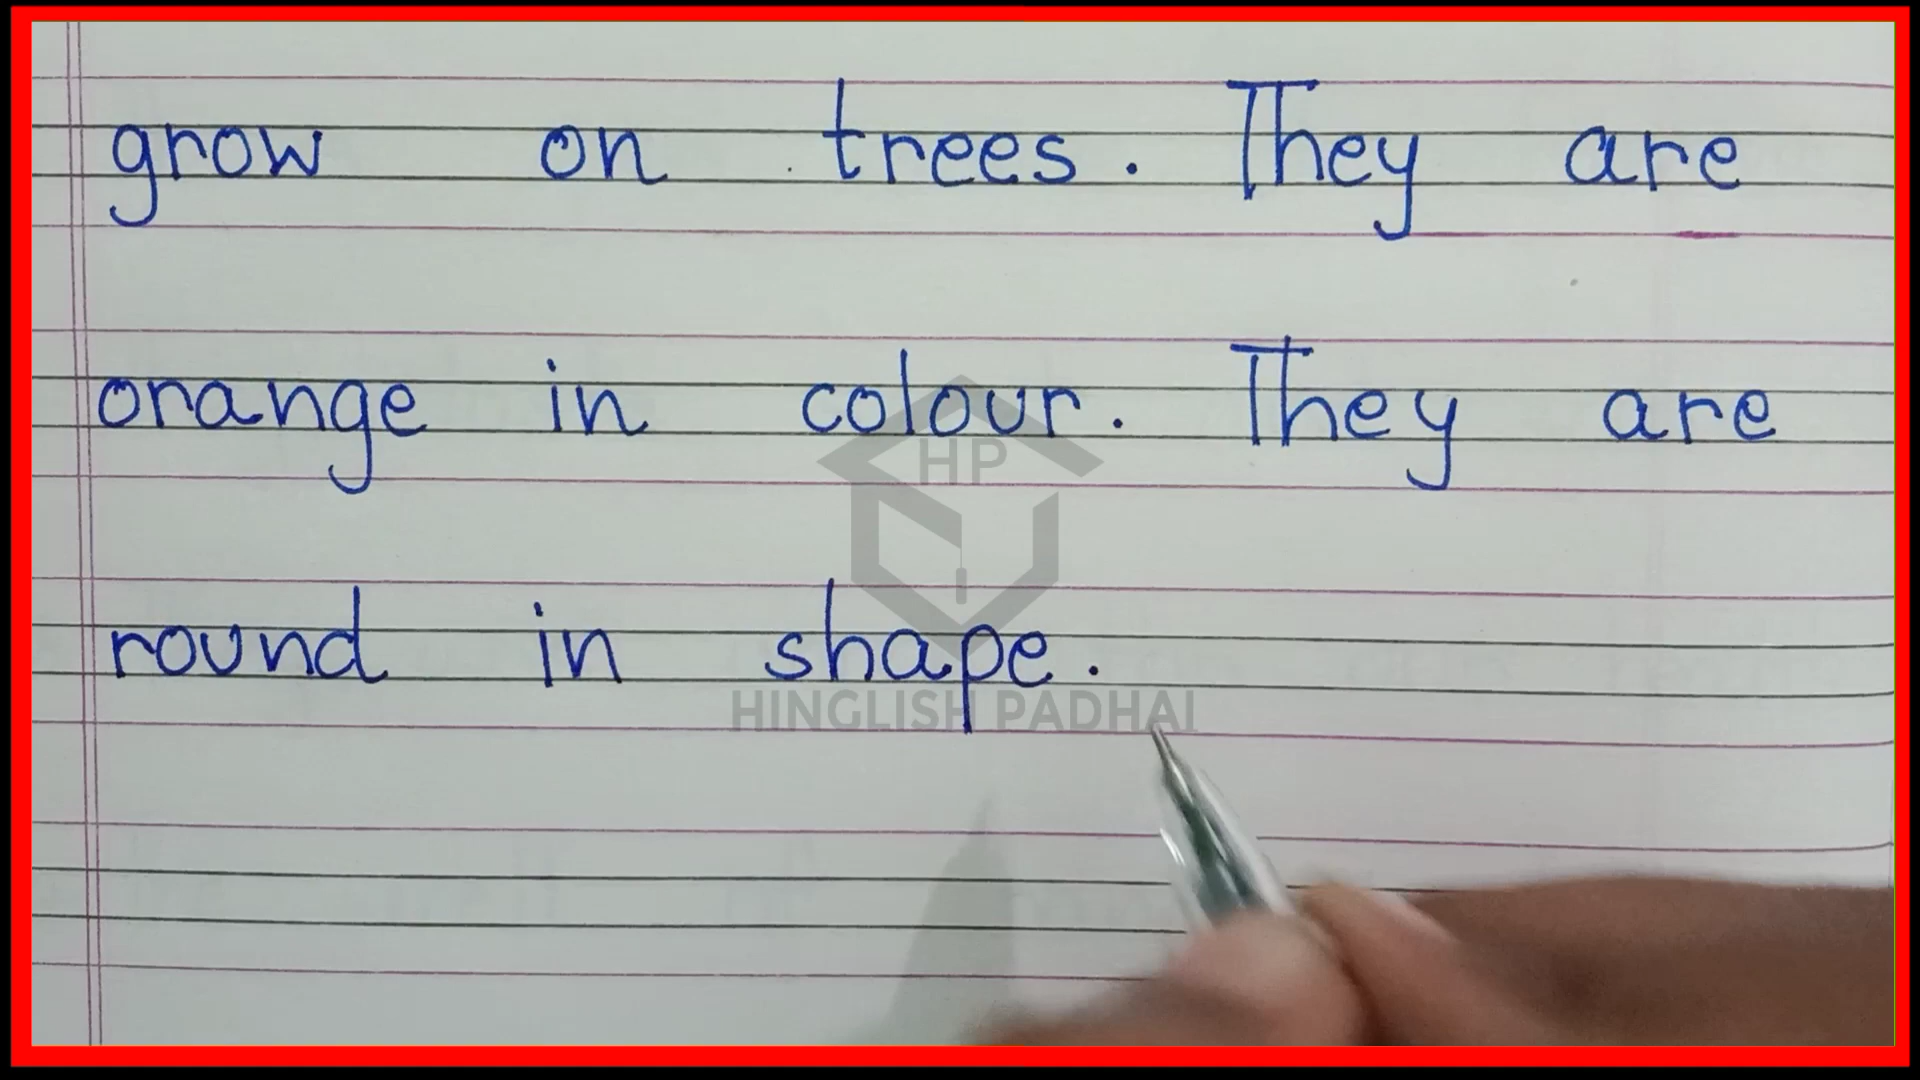 grow on trees. They are
orange in colour. They are
HP
round in shape.
HINGLISH PADHAI